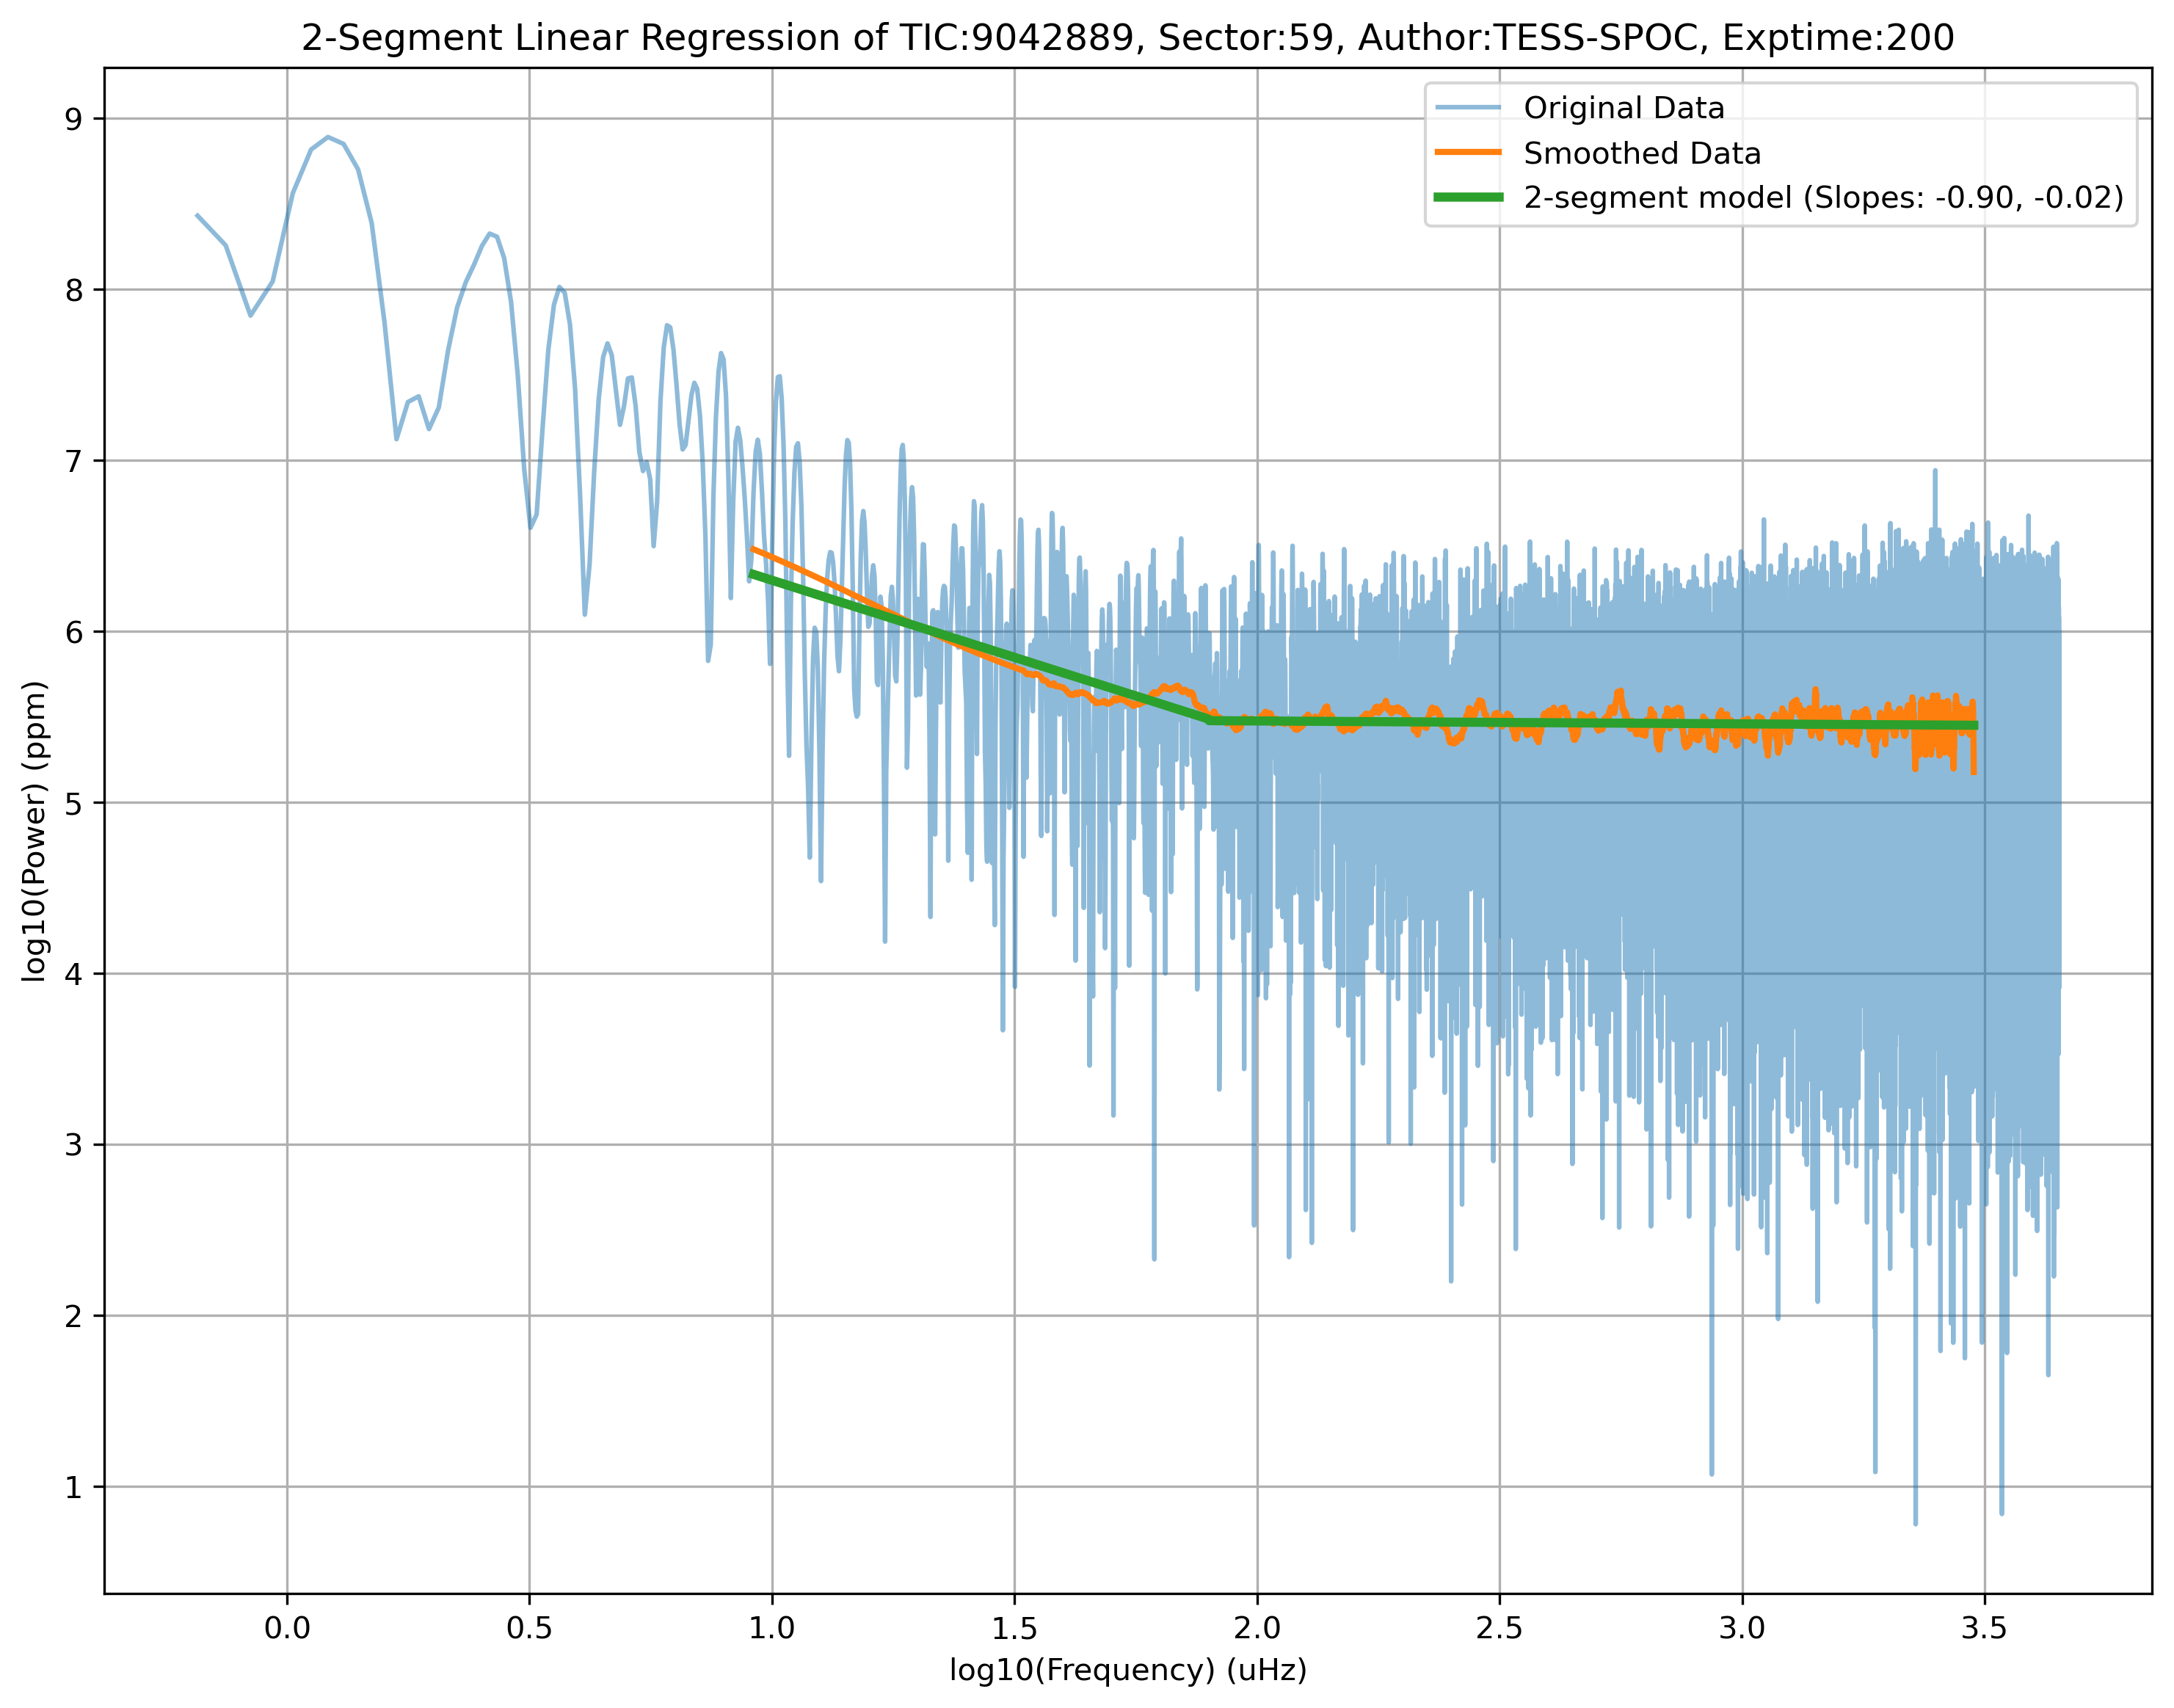 2-Segment Linear Regression of TIC:9042889, Sector:59, Author:TESS-SPOC, Exptime:200
Original Data
Smoothed Data
2-segment model (Slopes: -0.90, -0.02)
log10(Power) (ppm)
9
8
7
6
5
4
3
2
1
0.0 0.5 1.0 1.5 2.0 2.5 3.0 3.5
log10(Frequency) (uHz)